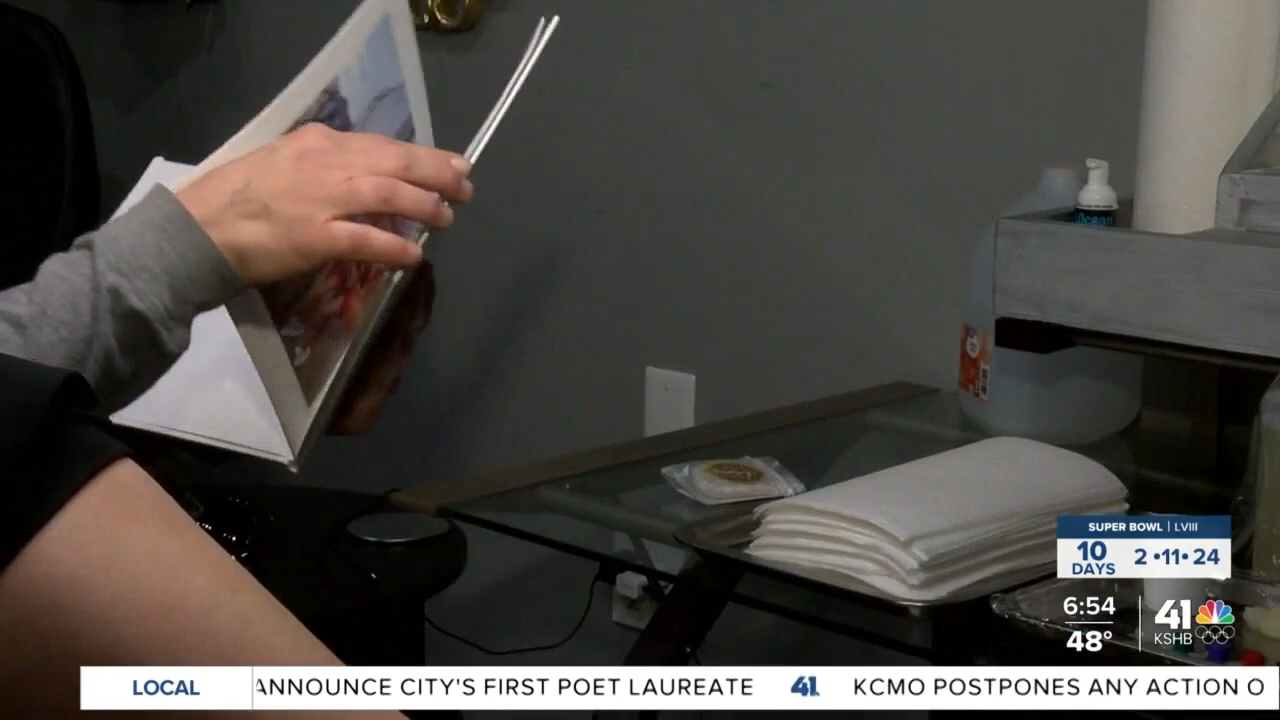 Ocean
SUPER BOWL | LVIII
10 DAYS
2•11•24
6:54
48°
41
KSHB
LOCAL
ANNOUNCE CITY'S FIRST POET LAUREATE 41 KCMO POSTPONES ANY ACTION O